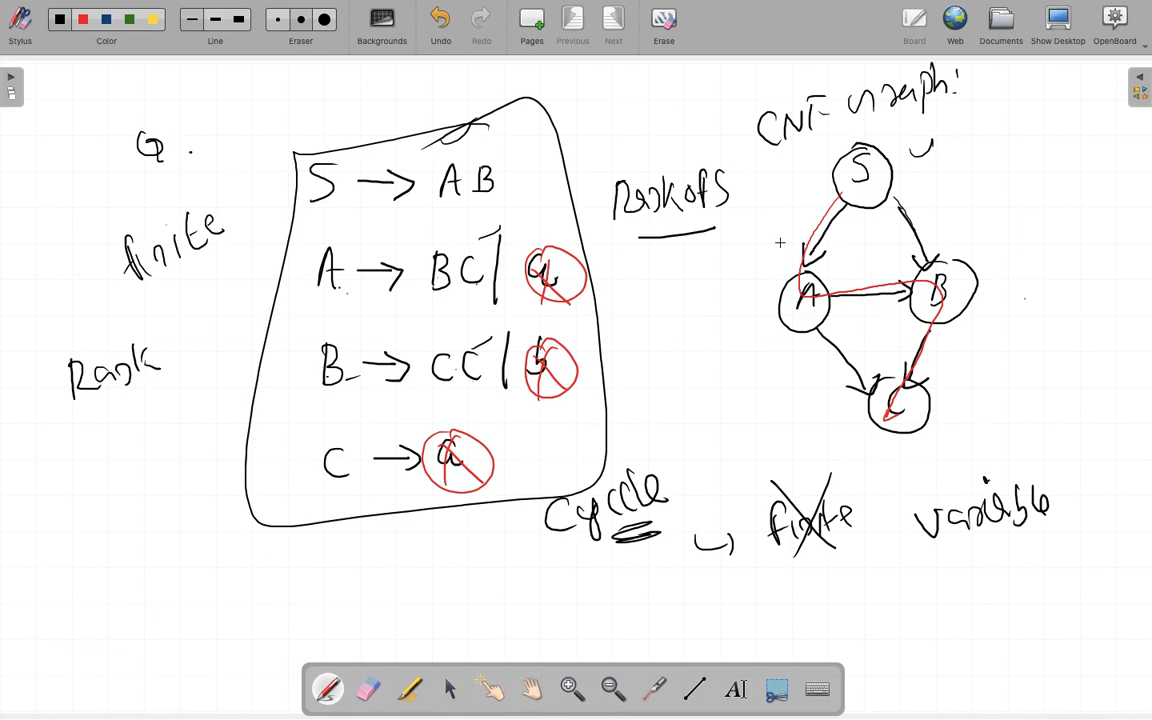 Stylus Color Line Eraser Backgrounds Undo Redo Pages Previous Next Erase Board Web Documents Show Desktop OpenBoard
CNF Graph:
Q.
S → AB
Rank of S
S
finite
A → BC | a
A B
Rank
B → CC | b
C
C → a
Cycle
finite
variable